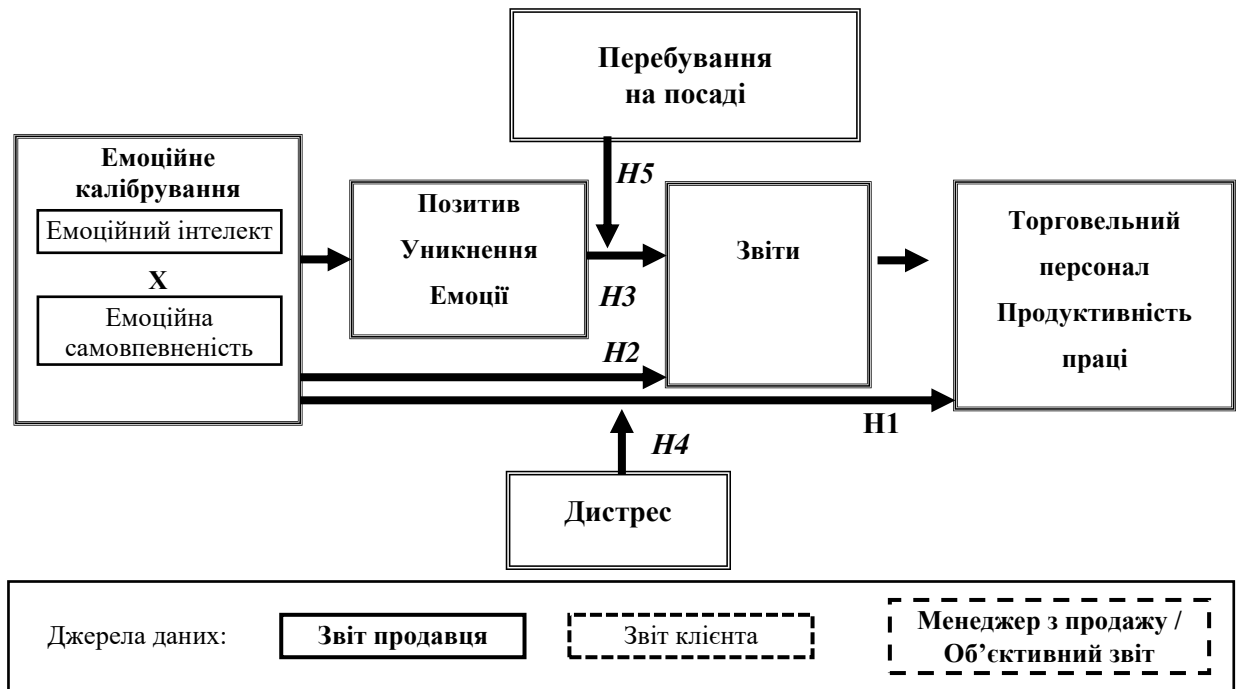 Перебування
на посаді
Емоційне
калібрування
Емоційний інтелект
X
Емоційна
самовпевненість
Позитив
Уникнення
Емоції
H5
H3
Звіти
Торговельний
персонал
Продуктивність
праці
H2
H1
H4
Дистрес
Джерела даних:
Звіт продавця
Звіт клієнта
Менеджер з продажу /
Об’єктивний звіт